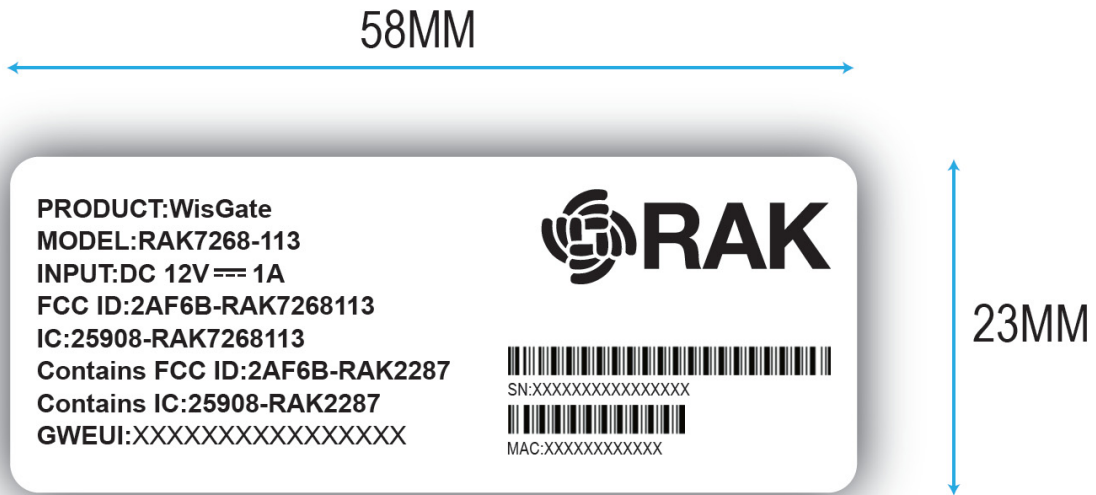 58MM
PRODUCT:WisGate
MODEL:RAK7268-113
INPUT:DC 12V⎓1A
FCC ID:2AF6B-RAK7268113
IC:25908-RAK7268113
Contains FCC ID:2AF6B-RAK2287
Contains IC:25908-RAK2287
GWEUI:XXXXXXXXXXXXXXXX
RAK
SN:XXXXXXXXXXXXXXXX
MAC:XXXXXXXXXXXX
23MM